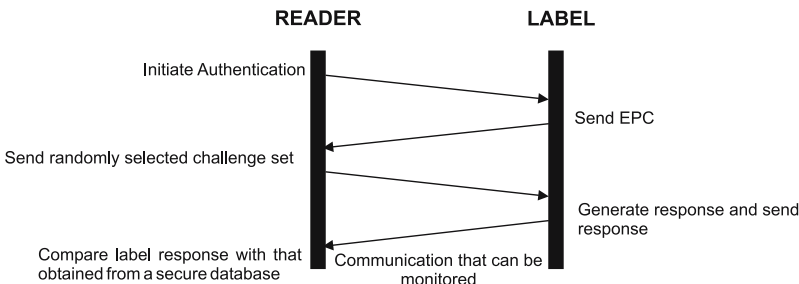 READER
LABEL
Initiate Authentication
Send EPC
Send randomly selected challenge set
Generate response and send
response
Compare label response with that
obtained from a secure database
Communication that can be
monitored